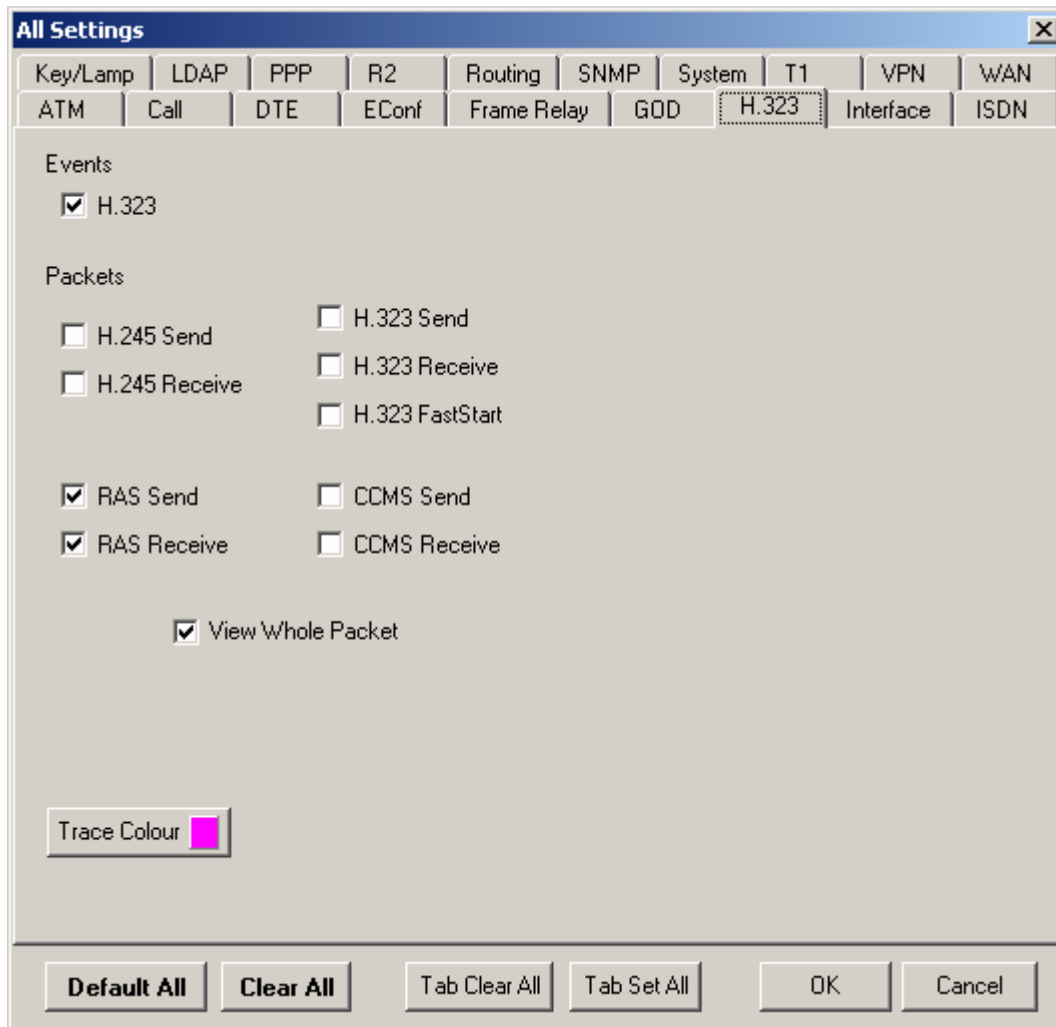 All Settings
Key/Lamp LDAP PPP R2 Routing SNMP System T1 VPN WAN
ATM Call DTE EConf Frame Relay GOD H.323 Interface ISDN
Events
H.323
Packets
H.245 Send
H.245 Receive
H.323 Send
H.323 Receive
H.323 FastStart
RAS Send
RAS Receive
CCMS Send
CCMS Receive
View Whole Packet
Trace Colour
Default All Clear All Tab Clear All Tab Set All OK Cancel